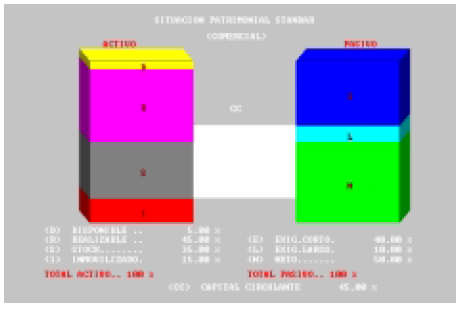 SITUACION PATRIMONIAL STANDAR
(COMERCIAL)
ACTIVO PASIVO
D
R
CC
L
S
N
I
(D) DISPONIBLE .. 5.00 %
(R) REALIZABLE .. 45.00 % (E) EXIG.CORTO. 40.00 %
(S) STOCK........ 35.00 % (L) EXIG.LARGO. 10.00 %
(I) INMOVILIZADO. 15.00 % (N) NETO....... 50.00 %
TOTAL ACTIVO.. 100 % TOTAL PASIVO.. 100 %
(CC) CAPITAL CIRCULANTE 45.00 %